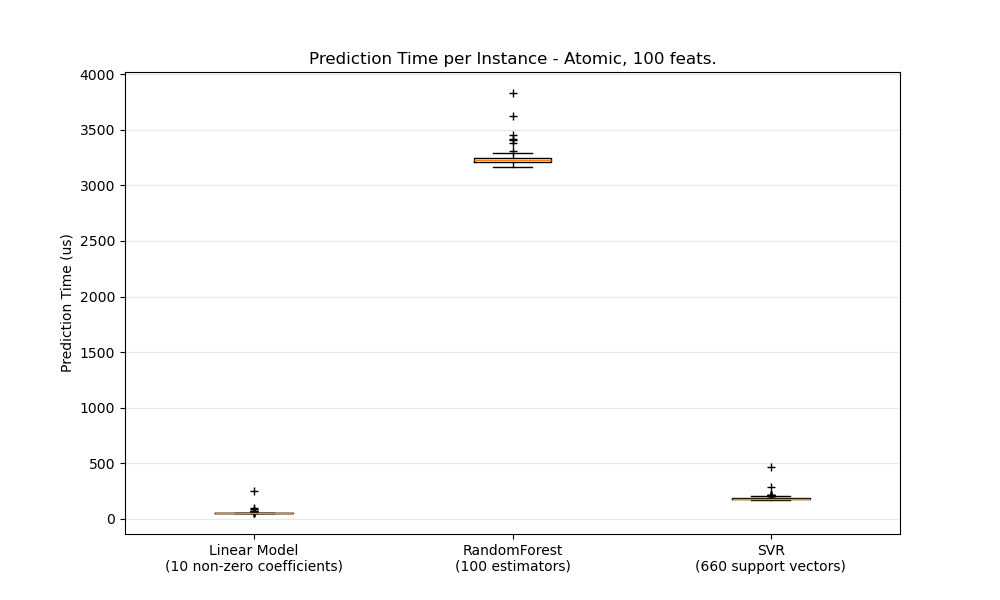 Prediction Time per Instance - Atomic, 100 feats.
4000
3500
3000
2500
2000
1500
1000
500
0
Prediction Time (us)
Linear Model
(10 non-zero coefficients)
RandomForest
(100 estimators)
SVR
(660 support vectors)